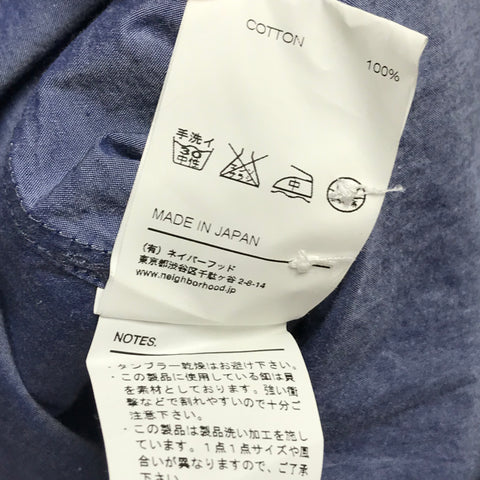 COTTON 100%
手洗イ
30
中性
エンソサラシ
中
MADE IN JAPAN
(有) ネイバーフッド
東京都渋谷区千駄ヶ谷 2-6-14
www.neighborhood.jp
NOTES.
・タンブラー乾燥はお避け下さい。
・この製品に使用している釦は貝
を素材としております。強い衝
撃などで割れやすいので十分ご
注意下さい。
・この製品は製品洗い加工を施し
ています。1点1点サイズや風
合いが異なりますので、ご了承
下さい